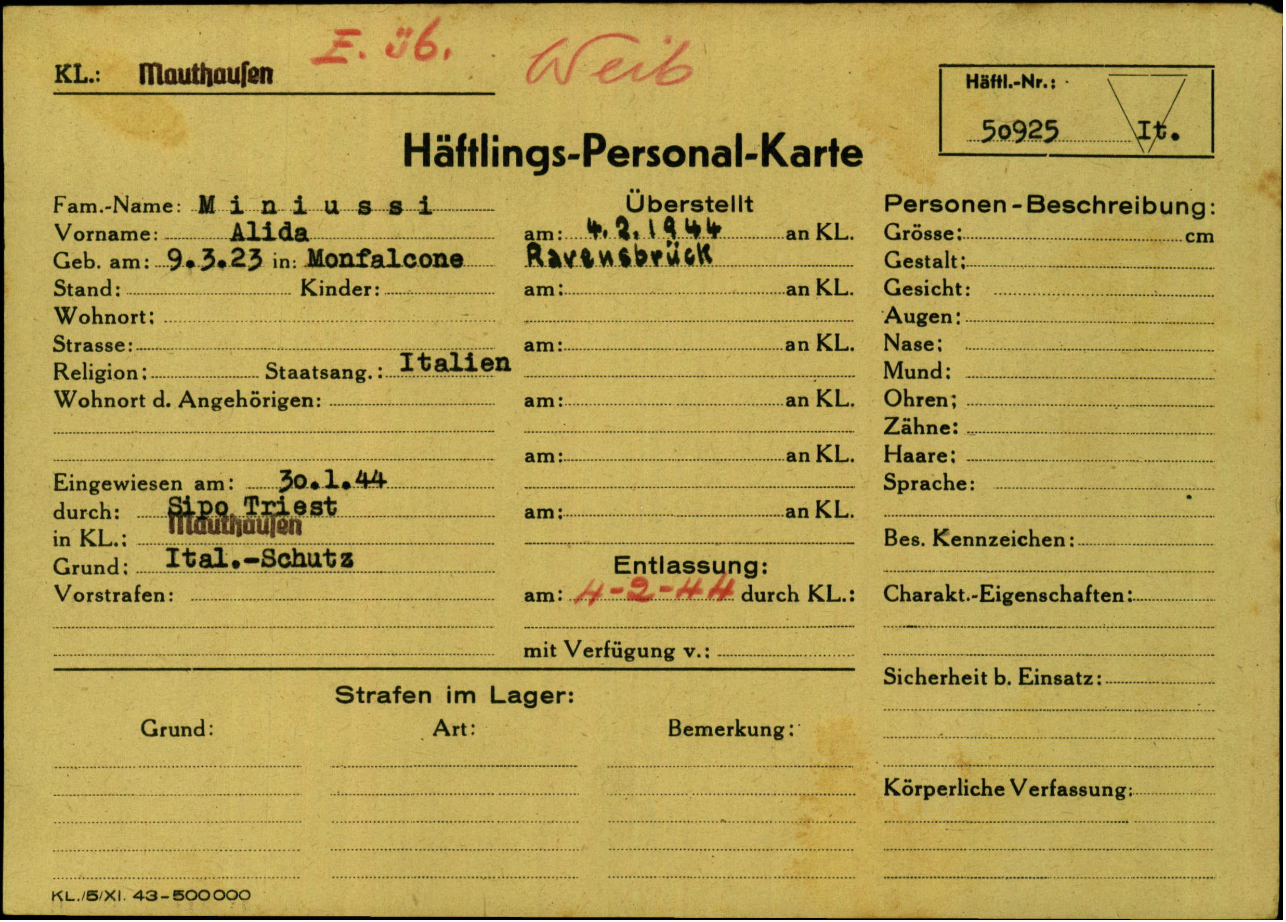 KL.: Mauthausen E. üb. Weib
Häftl.-Nr.:
50925 It.
Häftlings-Personal-Karte
Fam.-Name: Miniussi
Vorname: Alida
Geb. am: 9.3.23 in: Monfalcone
Stand: Kinder:
Wohnort:
Strasse:
Religion: Staatsang.: Italien
Wohnort d. Angehörigen:
Eingewiesen am: 30.1.44
durch: Sipo Triest
in KL.: Mauthausen
Grund: Ital.-Schutz
Vorstrafen:
Überstellt
am: 4.2.1944 an KL.
Ravensbrück
am: an KL.
am: an KL.
am: an KL.
am: an KL.
am: an KL.
Entlassung:
am: 4-2-44 durch KL.:
mit Verfügung v.:
Personen-Beschreibung:
Grösse: cm
Gestalt:
Gesicht:
Augen:
Nase:
Mund:
Ohren:
Zähne:
Haare:
Sprache:
Bes. Kennzeichen:
Charakt.-Eigenschaften:
Sicherheit b. Einsatz:
Körperliche Verfassung:
Strafen im Lager:
Grund: Art: Bemerkung:
KL./5/XI. 43-500000